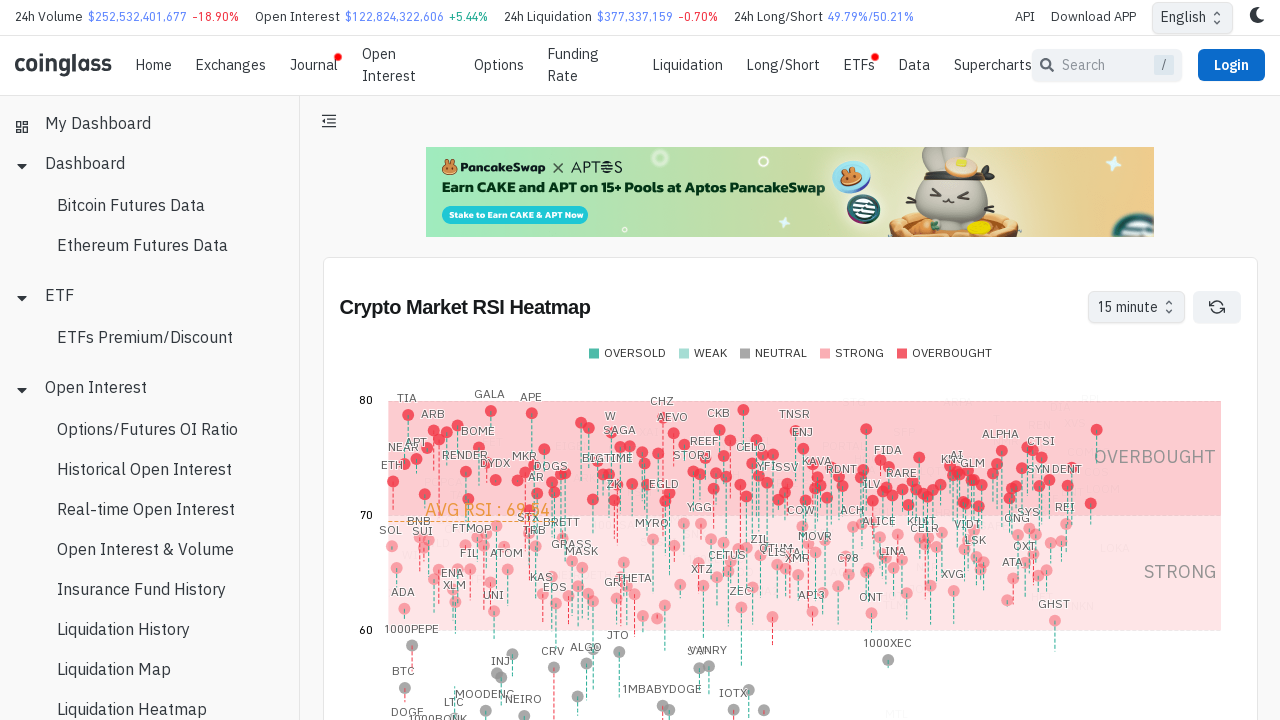 24h Volume $252,532,401,677 -18.90% Open Interest $122,824,322,606 +5.44% 24h Liquidation $377,337,159 -0.70% 24h Long/Short 49.79%/50.21% API Download APP English
coinglass Home Exchanges Journal Open Interest Options Funding Rate Liquidation Long/Short ETFs Data Supercharts Search / Login
My Dashboard
Dashboard
Bitcoin Futures Data
Ethereum Futures Data
ETF
ETFs Premium/Discount
Open Interest
Options/Futures OI Ratio
Historical Open Interest
Real-time Open Interest
Open Interest & Volume
Insurance Fund History
Liquidation History
Liquidation Map
Liquidation Heatmap
PancakeSwap X APTOS
Earn CAKE and APT on 15+ Pools at Aptos PancakeSwap
Stake to Earn CAKE & APT Now
Crypto Market RSI Heatmap
15 minute
OVERSOLD WEAK NEUTRAL STRONG OVERBOUGHT
80
TIA GALA APE CHZ
ARB W AEVO CKB TNSR
BOME SAGA ENJ ALPHA
NEAR APT REEF CTSI
RENDER MKR BIGTIME STORJ CELO FIDA
ETH DYDX DOGS YFI SSV KAVA AI GLM OVERBOUGHT
AR ZK EGLD RDNT RARE SYN DENT
ILV
AVG RSI : 69.54
YGG COW ACH SYS REI
70
BNB STX BRETT MYRO ALICE CELR VIDT
SOL SUI FTM OP TRB ZIL MOVR LSK
FIL ATOM GRASS MASK CETUS LISTA XMR C98 LINA OXT
ENA KAS XTZ XVG ATA STRONG
ADA XLM EOS THETA
UNI ZEC API3 ONT GHST
60
1000PEPE JTO 1000XEC
CRV ALGO VANRY
BTC INJ
MOODENG 1MBABYDOGE IOTX
LTC NEIRO
DOGE 1000BONK